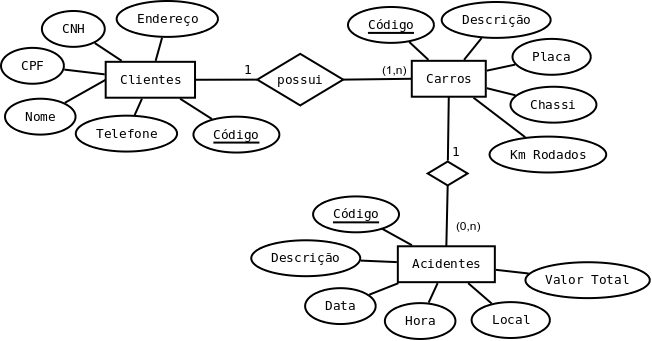 CNH
Endereço
CPF
Clientes
Nome
Telefone
Código
1
possui
(1,n)
Código
Descrição
Carros
Placa
Chassi
Km Rodados
1
(0,n)
Código
Descrição
Acidentes
Data
Hora
Local
Valor Total